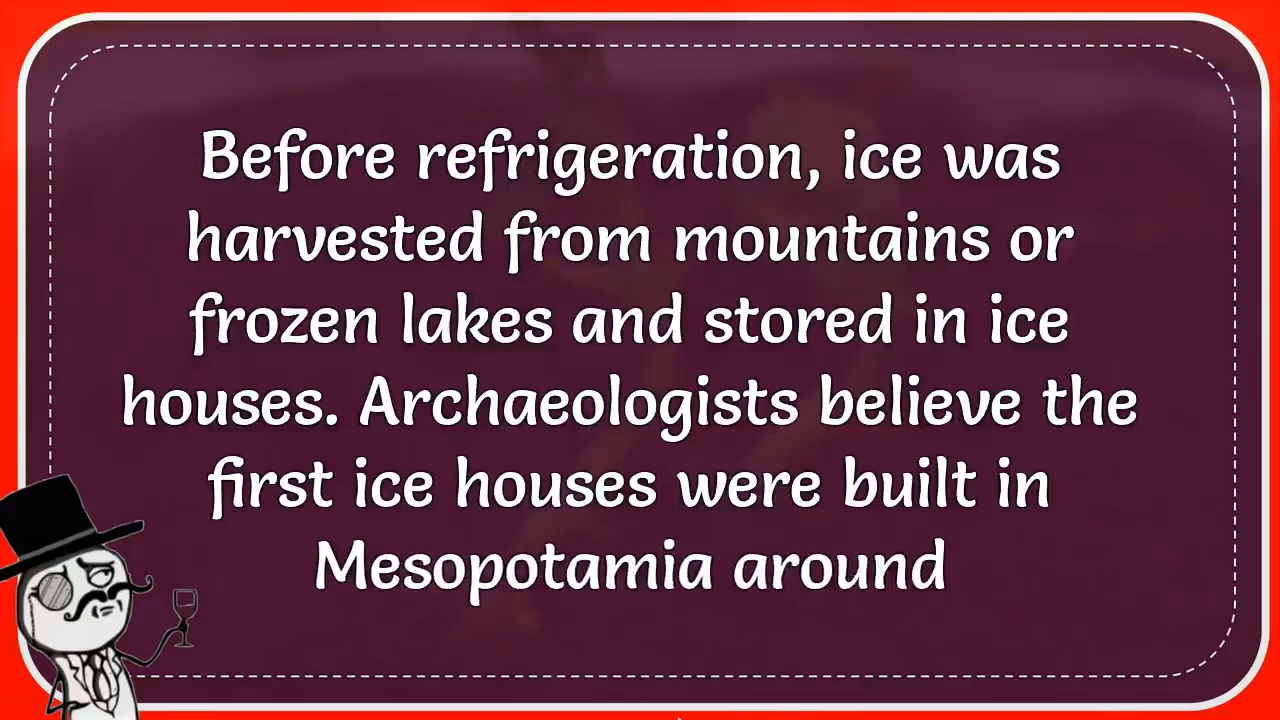 Before refrigeration, ice was
harvested from mountains or
frozen lakes and stored in ice
houses. Archaeologists believe the
first ice houses were built in
Mesopotamia around